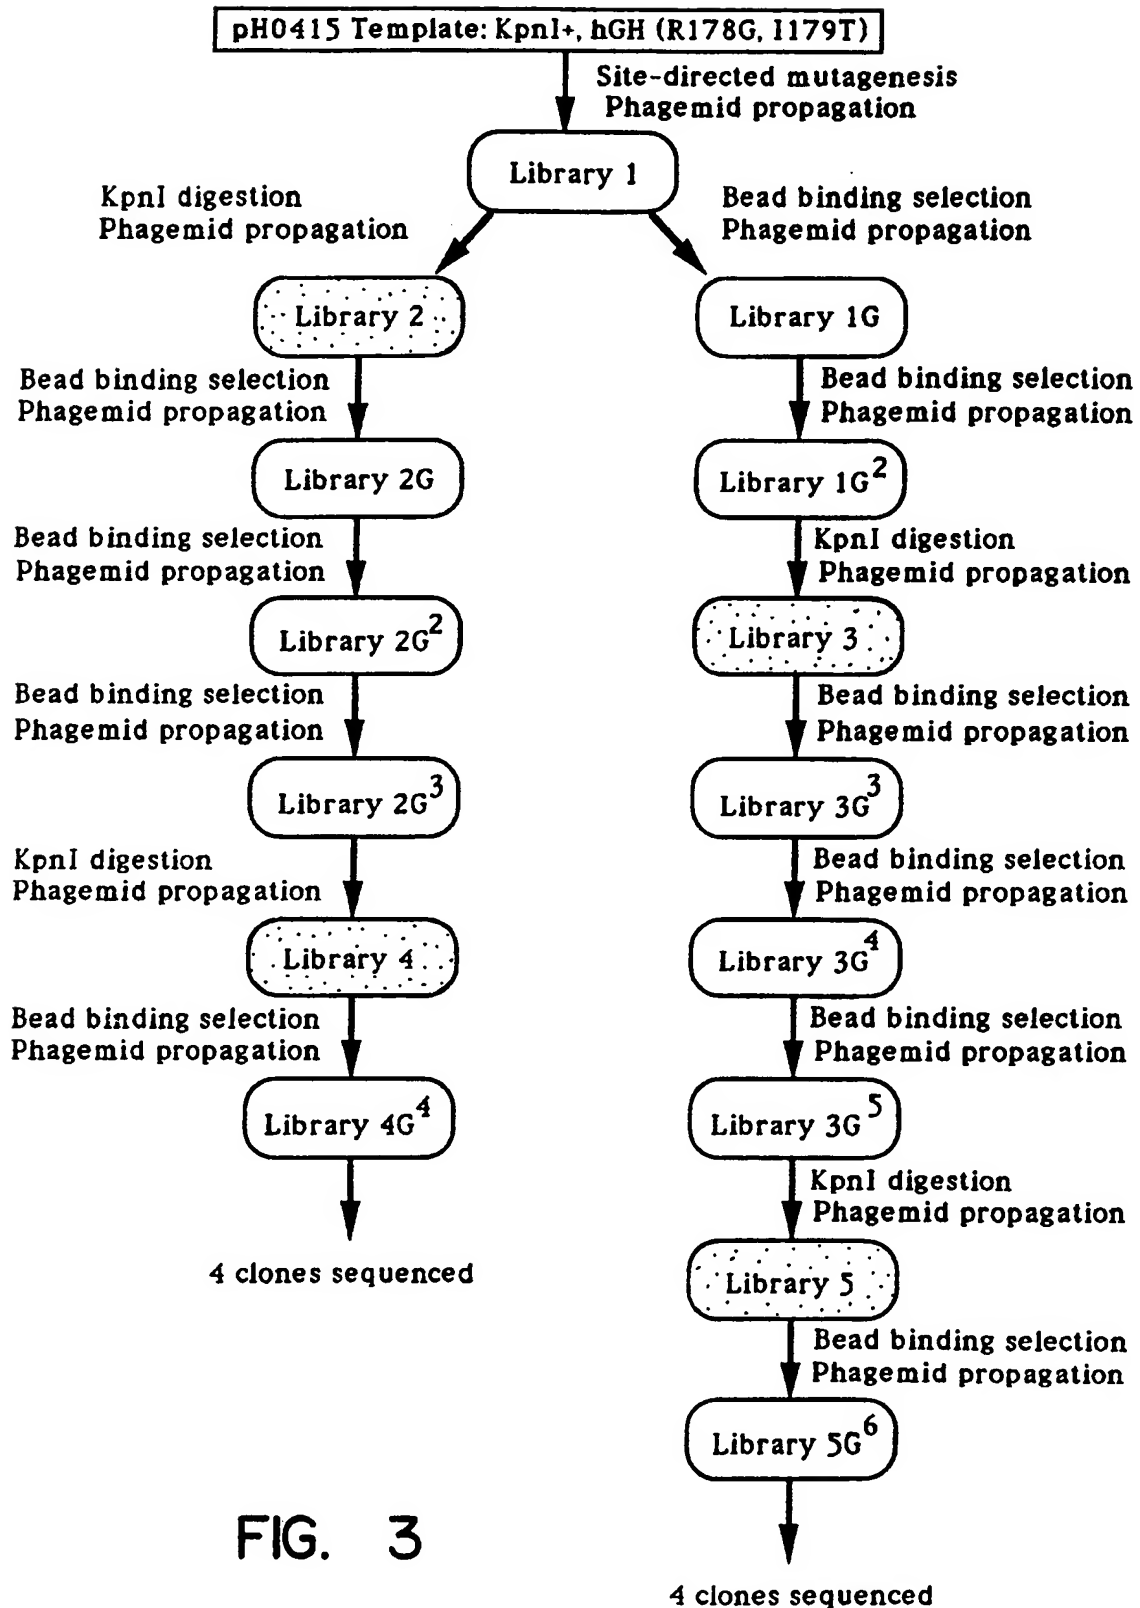 pH0415 Template: KpnI+, hGH (R178G, I179T)
Site-directed mutagenesis
Phagemid propagation
Library 1
KpnI digestion
Phagemid propagation
Bead binding selection
Phagemid propagation
Library 2
Library 1G
Bead binding selection
Phagemid propagation
Bead binding selection
Phagemid propagation
Library 2G
Library 1G²
Bead binding selection
Phagemid propagation
KpnI digestion
Phagemid propagation
Library 2G²
Library 3
Bead binding selection
Phagemid propagation
Bead binding selection
Phagemid propagation
Library 2G³
Library 3G³
KpnI digestion
Phagemid propagation
Bead binding selection
Phagemid propagation
Library 4
Library 3G⁴
Bead binding selection
Phagemid propagation
Bead binding selection
Phagemid propagation
Library 4G⁴
Library 3G⁵
KpnI digestion
Phagemid propagation
4 clones sequenced
Library 5
Bead binding selection
Phagemid propagation
Library 5G⁶
FIG. 3
4 clones sequenced